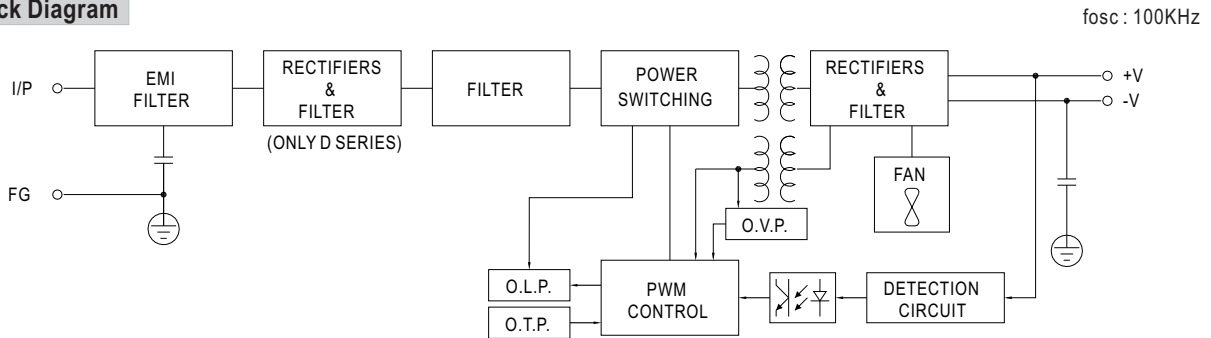 Diagram
fosc : 100KHz
I/P
EMI
FILTER
RECTIFIERS
&
FILTER
(ONLY D SERIES)
FILTER
POWER
SWITCHING
RECTIFIERS
&
FILTER
+V
-V
FG
FAN
O.V.P.
O.L.P.
O.T.P.
PWM
CONTROL
DETECTION
CIRCUIT